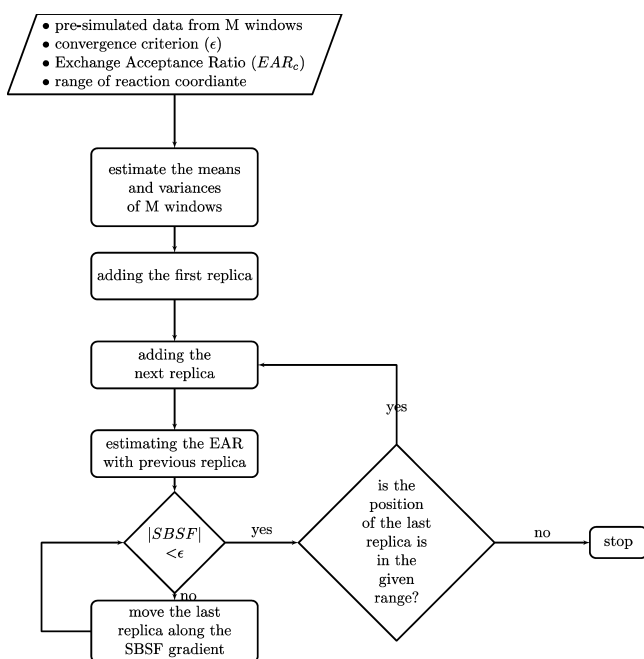 • pre-simulated data from M windows
• convergence criterion (ϵ)
• Exchange Acceptance Ratio (EAR_c)
• range of reaction coordiante
estimate the means
and variances
of M windows
adding the first replica
adding the
next replica
yes
estimating the EAR
with previous replica
is the
position
of the last
replica is
in the
given
range?
|SBSF|
<ϵ
yes
no
stop
no
move the last
replica along the
SBSF gradient